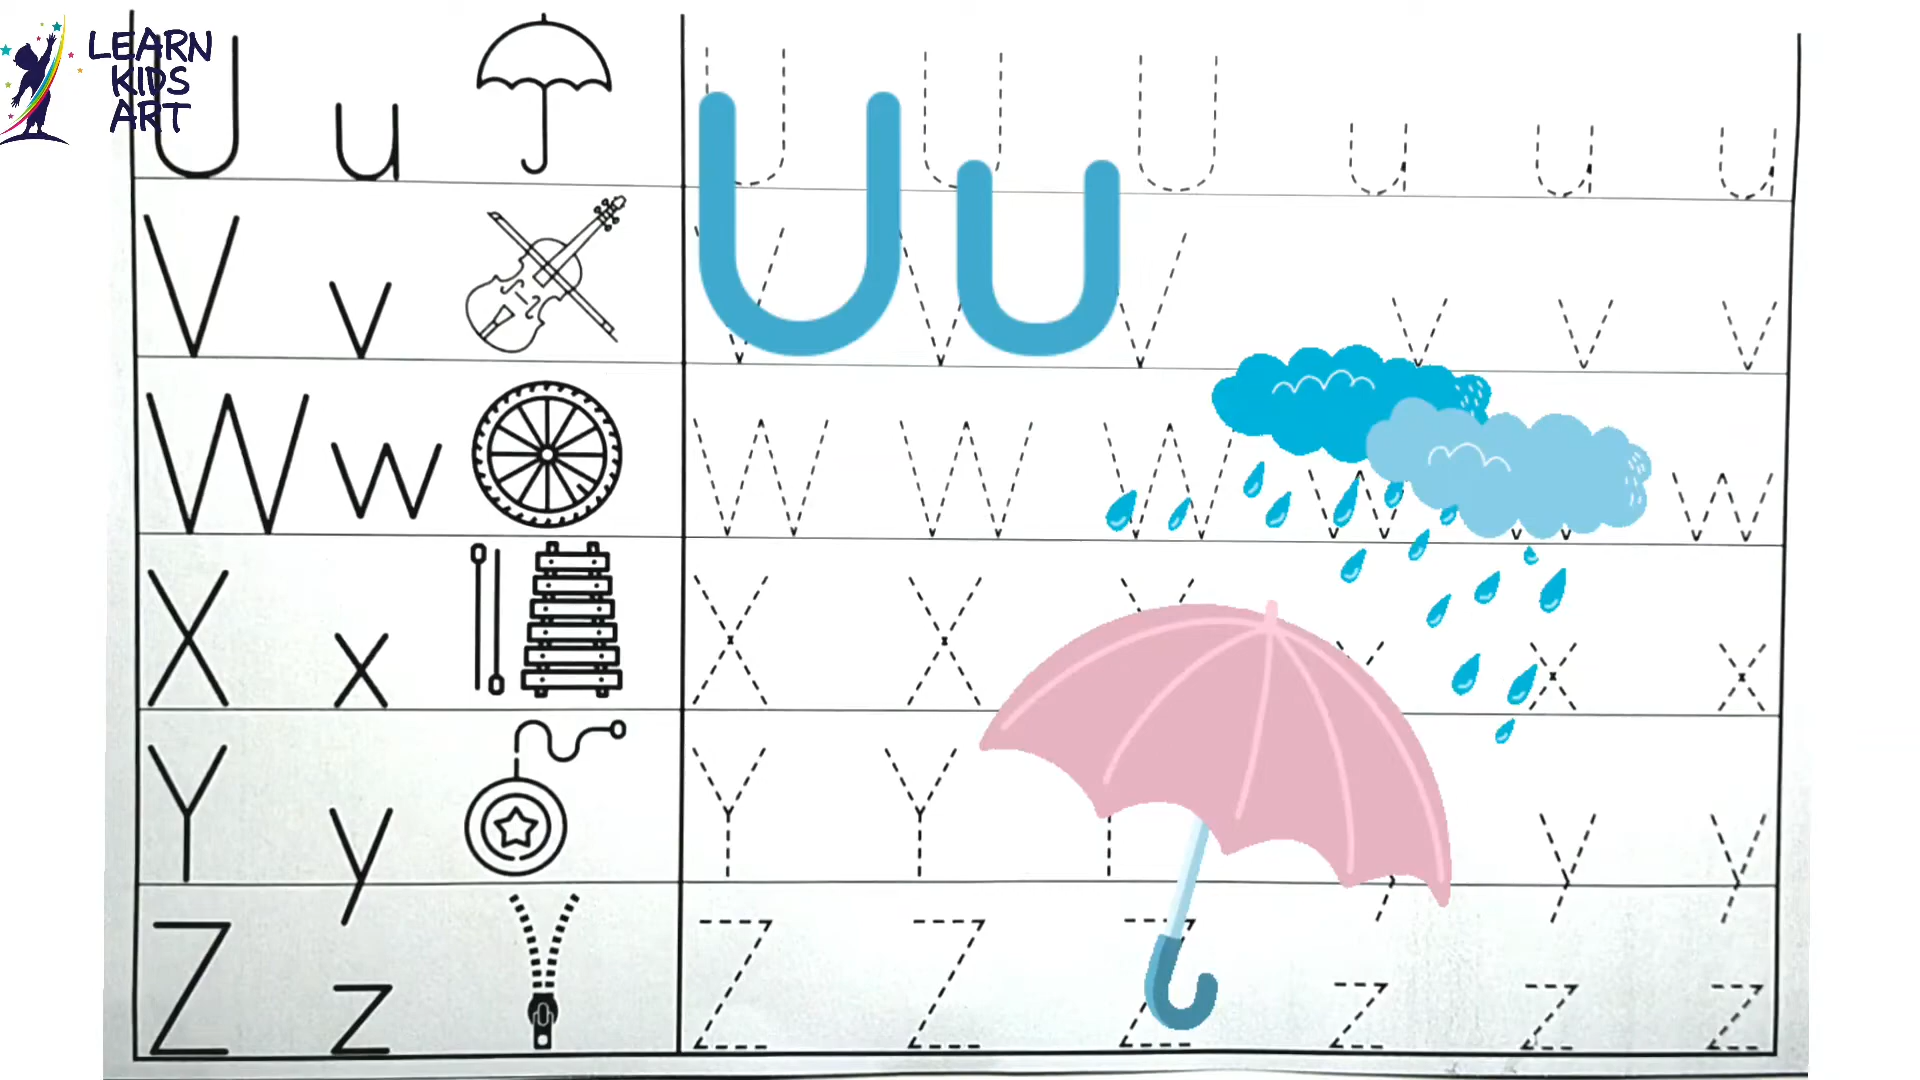 LEARN
KIDS
ART
U u U U U u u u
U u
V v V V V v v v
W w W W W w w w
X x X X X x x x
Y y Y Y Y y y y
Z z Z Z Z z z z